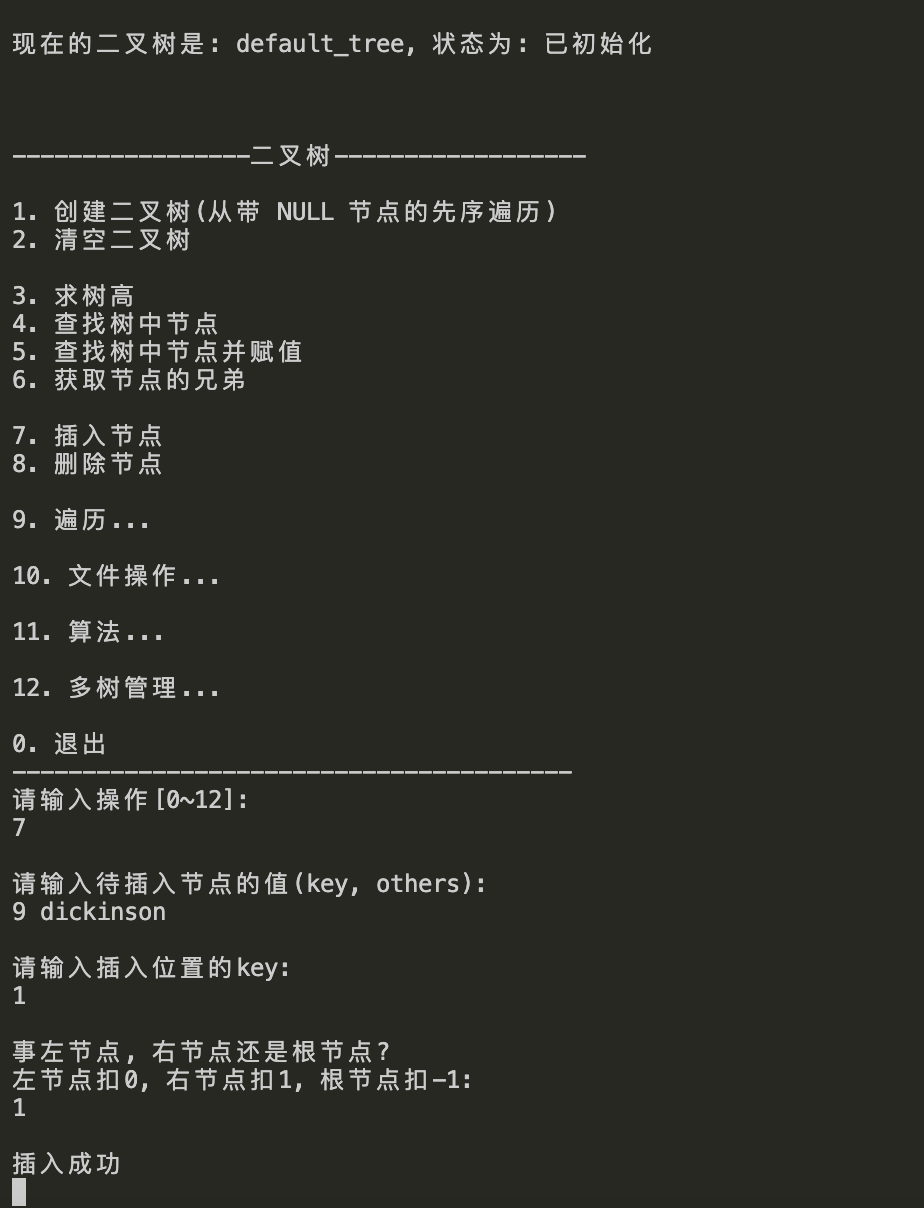 现在的二叉树是: default_tree, 状态为: 已初始化
-----------------二叉树------------------
1. 创建二叉树(从带 NULL 节点的先序遍历)
2. 清空二叉树
3. 求树高
4. 查找树中节点
5. 查找树中节点并赋值
6. 获取节点的兄弟
7. 插入节点
8. 删除节点
9. 遍历...
10. 文件操作...
11. 算法...
12. 多树管理...
0. 退出
----------------------------------------
请输入操作[0~12]:
7
请输入待插入节点的值(key, others):
9 dickinson
请输入插入位置的key:
1
事左节点, 右节点还是根节点?
左节点扣0, 右节点扣1, 根节点扣-1:
1
插入成功